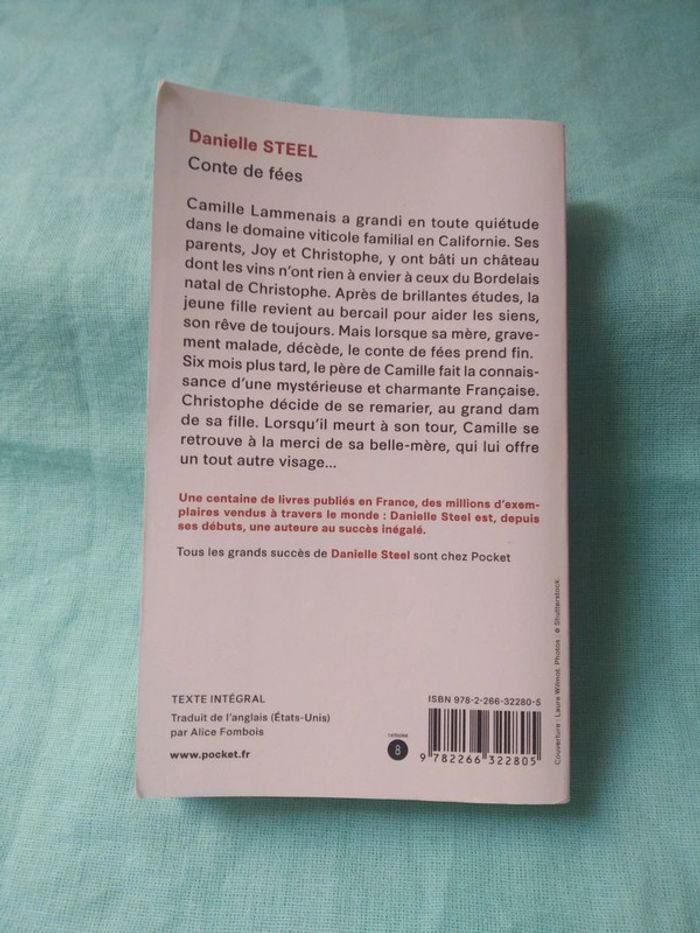 Danielle STEEL
Conte de fées
Camille Lammenais a grandi en toute quiétude
dans le domaine viticole familial en Californie. Ses
parents, Joy et Christophe, y ont bâti un château
dont les vins n'ont rien à envier à ceux du Bordelais
natal de Christophe. Après de brillantes études, la
jeune fille revient au bercail pour aider les siens,
son rêve de toujours. Mais lorsque sa mère, grave-
ment malade, décède, le conte de fées prend fin.
Six mois plus tard, le père de Camille fait la connais-
sance d'une mystérieuse et charmante Française.
Christophe décide de se remarier, au grand dam
de sa fille. Lorsqu'il meurt à son tour, Camille se
retrouve à la merci de sa belle-mère, qui lui offre
un tout autre visage...
Une centaine de livres publiés en France, des millions d'exem-
plaires vendus à travers le monde : Danielle Steel est, depuis
ses débuts, une auteure au succès inégalé.
Tous les grands succès de Danielle Steel sont chez Pocket
TEXTE INTÉGRAL
Traduit de l'anglais (États-Unis)
par Alice Fombois
www.pocket.fr
8
ISBN 978-2-266-32280-5
9 782266 322805
Couverture : Laure Wilmot. Photos : © Shutterstock.